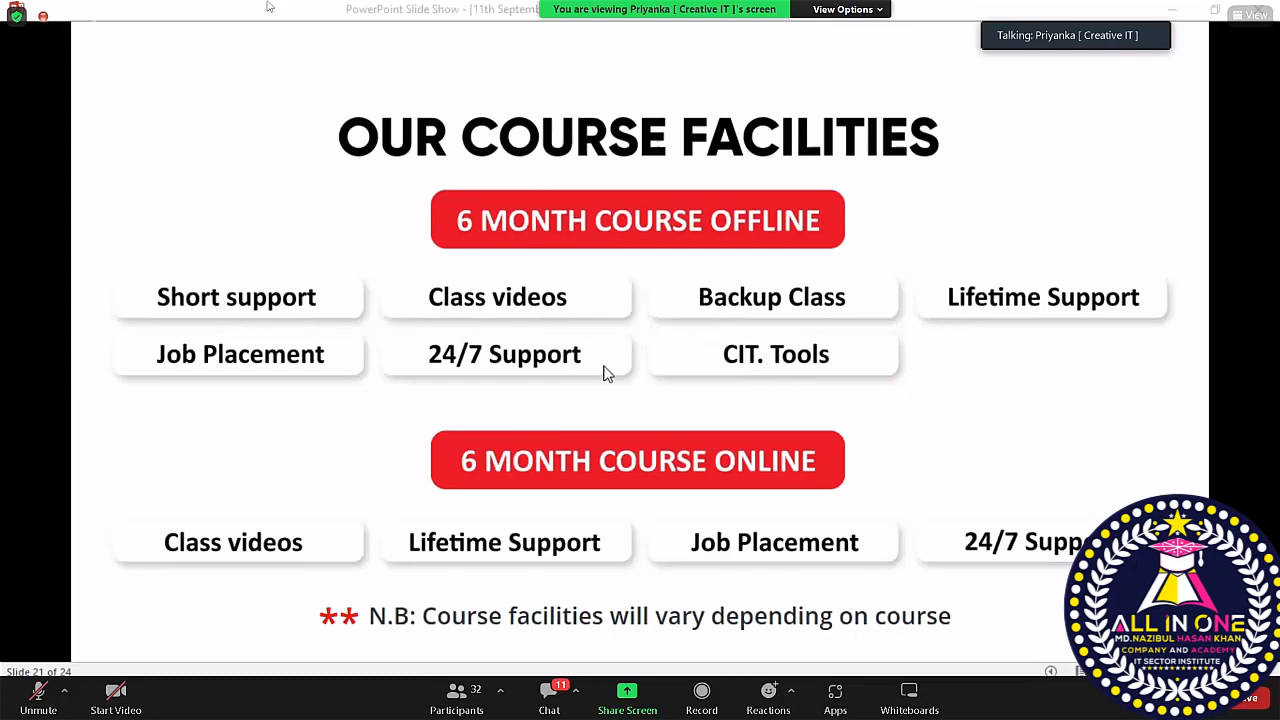 PowerPoint Slide Show - [11th Septemb
You are viewing Priyanka [ Creative IT ]'s screen
View Options
View
Talking: Priyanka [ Creative IT ]
OUR COURSE FACILITIES
6 MONTH COURSE OFFLINE
Short support
Class videos
Backup Class
Lifetime Support
Job Placement
24/7 Support
CIT. Tools
6 MONTH COURSE ONLINE
Class videos
Lifetime Support
Job Placement
24/7 Supp
** N.B: Course facilities will vary depending on course
ALL IN ONE
MD.NAZIBUL HASAN KHAN
COMPANY AND ACADEMY
IT SECTOR INSTITUTE
Slide 21 of 24
Unmute
Start Video
32
Participants
11
Chat
Share Screen
Record
Reactions
Apps
Whiteboards